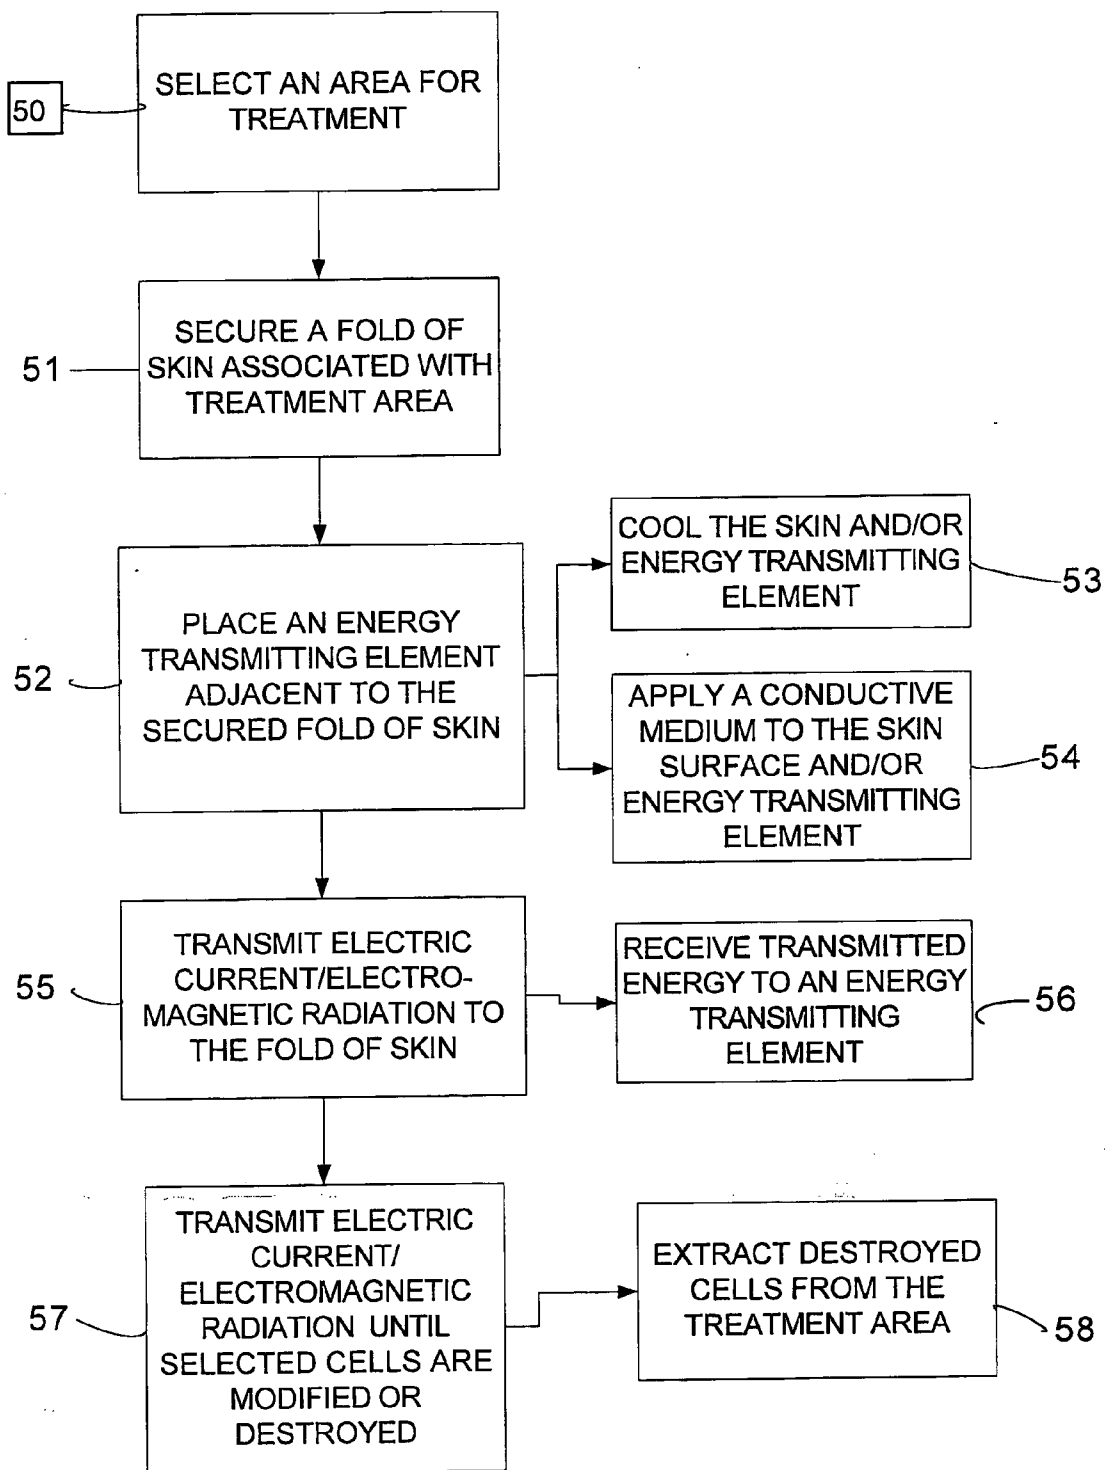 50
SELECT AN AREA FOR
TREATMENT
51
SECURE A FOLD OF
SKIN ASSOCIATED WITH
TREATMENT AREA
52
PLACE AN ENERGY
TRANSMITTING ELEMENT
ADJACENT TO THE
SECURED FOLD OF SKIN
COOL THE SKIN AND/OR
ENERGY TRANSMITTING
ELEMENT
53
APPLY A CONDUCTIVE
MEDIUM TO THE SKIN
SURFACE AND/OR
ENERGY TRANSMITTING
ELEMENT
54
55
TRANSMIT ELECTRIC
CURRENT/ELECTRO-
MAGNETIC RADIATION TO
THE FOLD OF SKIN
RECEIVE TRANSMITTED
ENERGY TO AN ENERGY
TRANSMITTING
ELEMENT
56
57
TRANSMIT ELECTRIC
CURRENT/
ELECTROMAGNETIC
RADIATION UNTIL
SELECTED CELLS ARE
MODIFIED OR
DESTROYED
EXTRACT DESTROYED
CELLS FROM THE
TREATMENT AREA
58